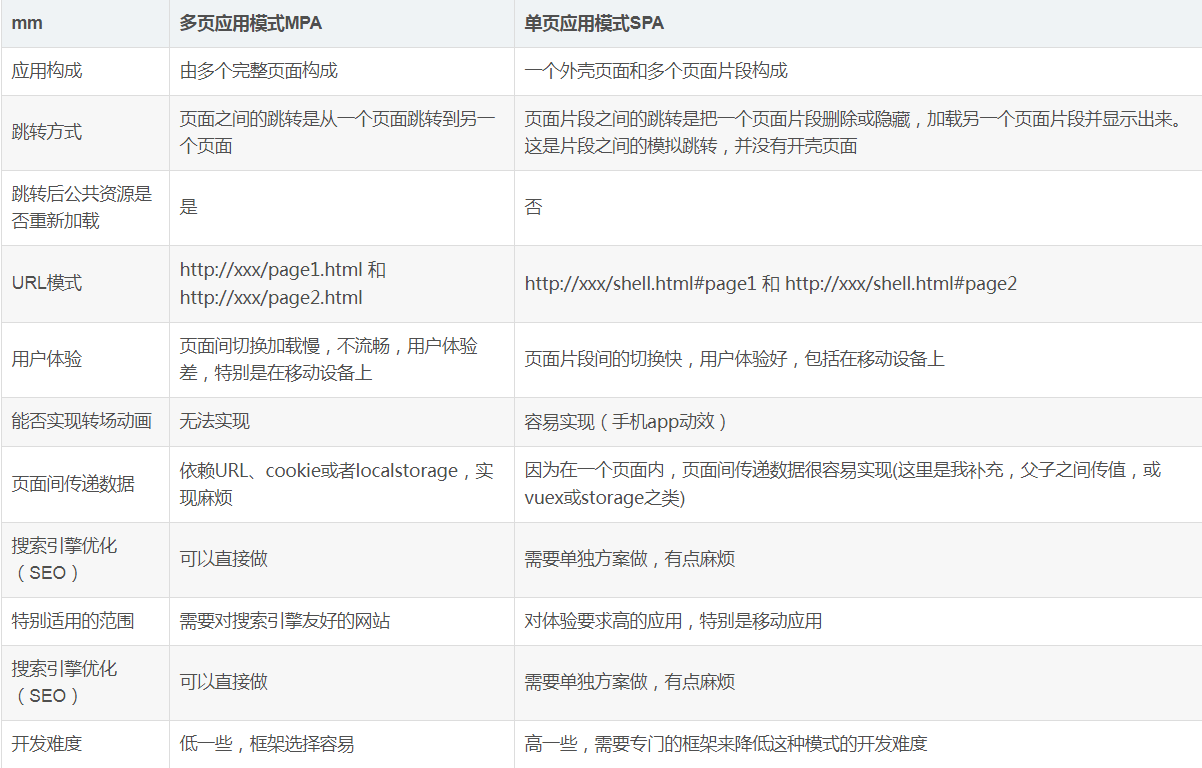 mm
多页应用模式MPA
单页应用模式SPA
应用构成
由多个完整页面构成
一个外壳页面和多个页面片段构成
跳转方式
页面之间的跳转是从一个页面跳转到另一
个页面
页面片段之间的跳转是把一个页面片段删除或隐藏，加载另一个页面片段并显示出来。
这是片段之间的模拟跳转，并没有开壳页面
跳转后公共资源是
否重新加载
是
否
URL模式
http://xxx/page1.html 和
http://xxx/page2.html
http://xxx/shell.html#page1 和 http://xxx/shell.html#page2
用户体验
页面间切换加载慢，不流畅，用户体验
差，特别是在移动设备上
页面片段间的切换快，用户体验好，包括在移动设备上
能否实现转场动画
无法实现
容易实现（手机app动效）
页面间传递数据
依赖URL、cookie或者localstorage，实
现麻烦
因为在一个页面内，页面间传递数据很容易实现(这里是我补充，父子之间传值，或
vuex或storage之类)
搜索引擎优化
（SEO）
可以直接做
需要单独方案做，有点麻烦
特别适用的范围
需要对搜索引擎友好的网站
对体验要求高的应用，特别是移动应用
搜索引擎优化
（SEO）
可以直接做
需要单独方案做，有点麻烦
开发难度
低一些，框架选择容易
高一些，需要专门的框架来降低这种模式的开发难度